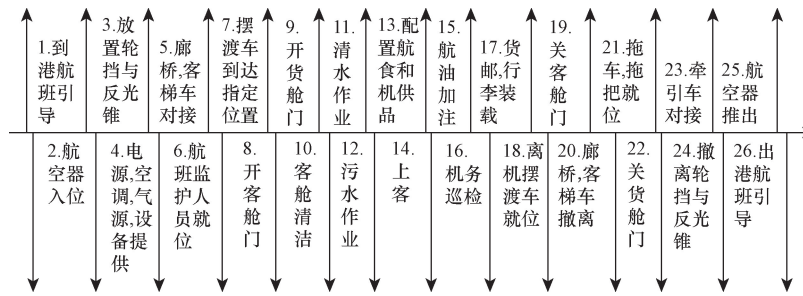 1.到
港航
班引
导
2.航
空器
入位
3.放
置轮
挡与
反光
锥
4.电
源,空
调,气
源,设
备提
供
5.廊
桥,客
梯车
对接
6.航
班监
护人
员就
位
7.摆
渡车
到达
指定
位置
8.
开
客
舱
门
9.
开
货
舱
门
10.
客
舱
清
洁
11.
清
水
作
业
12.
污
水
作
业
13.配
置航
食和
机供
品
14.
上
客
15.
航
油
加
注
16.
机务
巡检
17.货
邮,行
李装
载
18.离
机摆
渡车
就位
19.
关
客
舱
门
20.廊
桥,客
梯车
撤离
21.拖
车,拖
把就
位
22.
关
货
舱
门
23.牵
引车
对接
24.撤
离轮
挡与
反光
锥
25.航
空器
推出
26.出
港航
班引
导